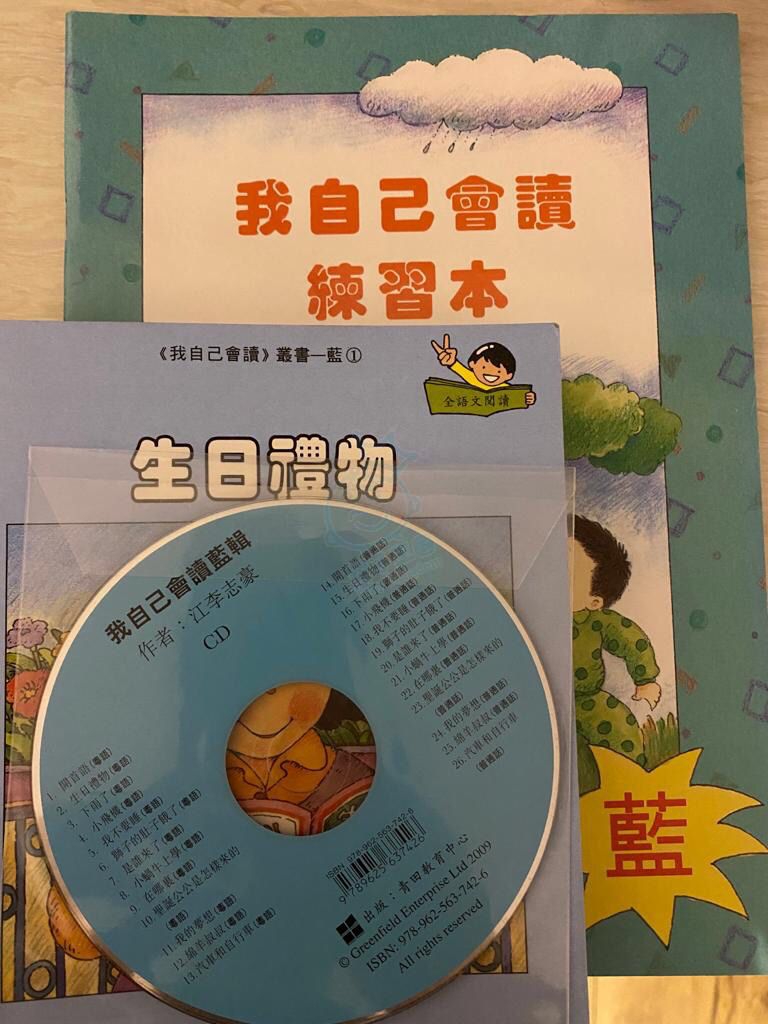 我自己會讀
練習本
藍
《我自己會讀》叢書—藍①
全語文閱讀
生日禮物
我自己會讀藍輯
作者：江李志豪
CD
1. 開首語(粵語)
2. 生日禮物(粵語)
3. 下雨了(粵語)
4. 小飛機(粵語)
5. 我不要睡(粵語)
6. 獅子的肚子餓了(粵語)
7. 是誰來了(粵語)
8. 小蝸牛上學(粵語)
9. 在哪裏(粵語)
10. 聖誕公公是怎樣來的
(粵語)
11. 我的夢想(粵語)
12. 綿羊叔叔(粵語)
13. 汽車和自行車(粵語)
14. 開首語(普通話)
15. 生日禮物(普通話)
16. 下雨了(普通話)
17. 小飛機(普通話)
18. 我不要睡(普通話)
19. 獅子的肚子餓了(普通話)
20. 是誰來了(普通話)
21. 小蝸牛上學(普通話)
22. 在哪裏(普通話)
23. 聖誕公公是怎樣來的
(普通話)
24. 我的夢想(普通話)
25. 綿羊叔叔(普通話)
26. 汽車和自行車
(普通話)
ISBN 978-962-563-742-6
9789625637426
出版：青田教育中心
© Greenfield Enterprise Ltd 2009
ISBN: 978-962-563-742-6
All rights reserved